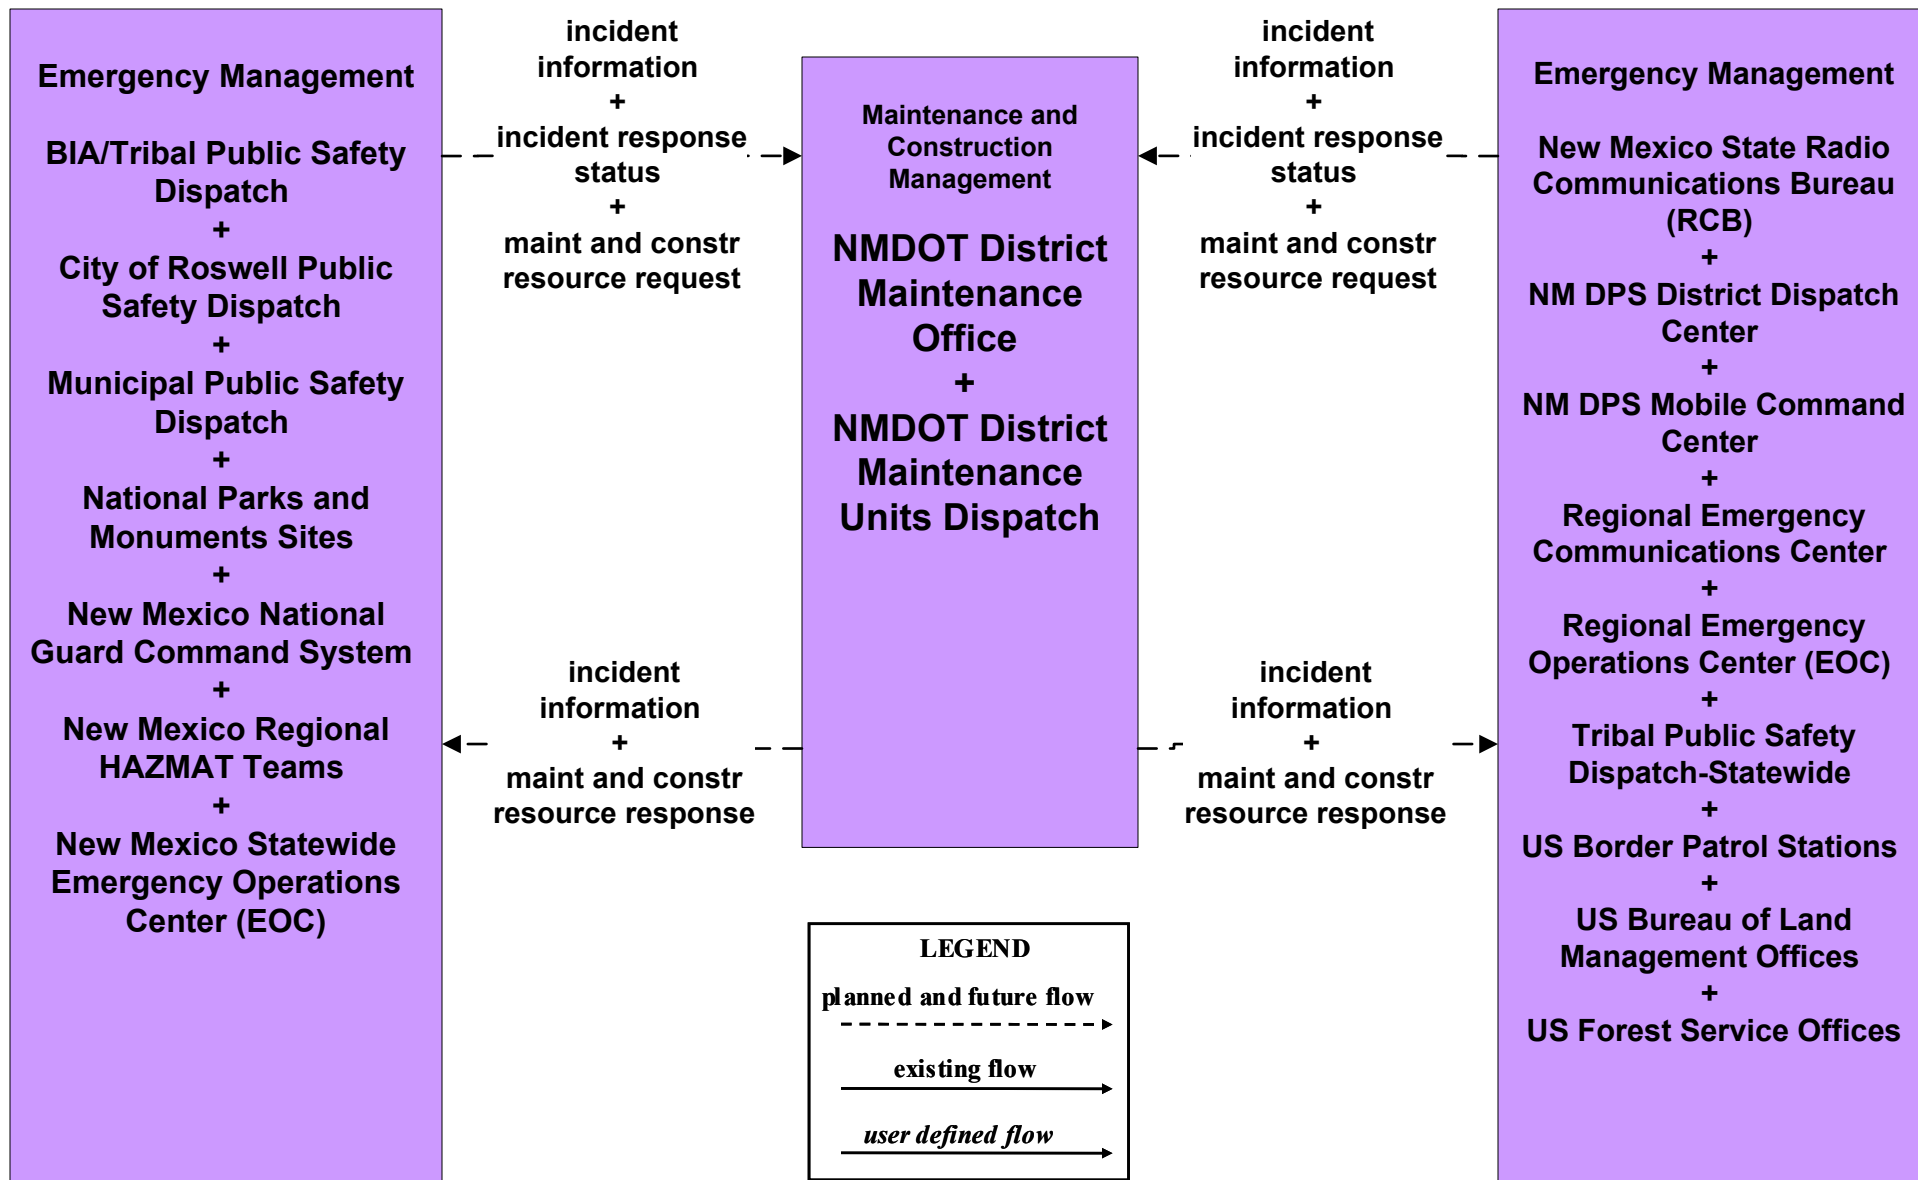 Emergency Management
BIA/Tribal Public Safety
Dispatch
+
City of Roswell Public
Safety Dispatch
+
Municipal Public Safety
Dispatch
+
National Parks and
Monuments Sites
+
New Mexico National
Guard Command System
+
New Mexico Regional
HAZMAT Teams
+
New Mexico Statewide
Emergency Operations
Center (EOC)
incident
information
+
incident response
status
+
maint and constr
resource request
incident
information
+
maint and constr
resource response
Maintenance and
Construction
Management
NMDOT District
Maintenance
Office
+
NMDOT District
Maintenance
Units Dispatch
incident
information
+
incident response
status
+
maint and constr
resource request
incident
information
+
maint and constr
resource response
Emergency Management
New Mexico State Radio
Communications Bureau
(RCB)
+
NM DPS District Dispatch
Center
+
NM DPS Mobile Command
Center
+
Regional Emergency
Communications Center
+
Regional Emergency
Operations Center (EOC)
+
Tribal Public Safety
Dispatch-Statewide
+
US Border Patrol Stations
+
US Bureau of Land
Management Offices
+
US Forest Service Offices
LEGEND
planned and future flow
existing flow
user defined flow